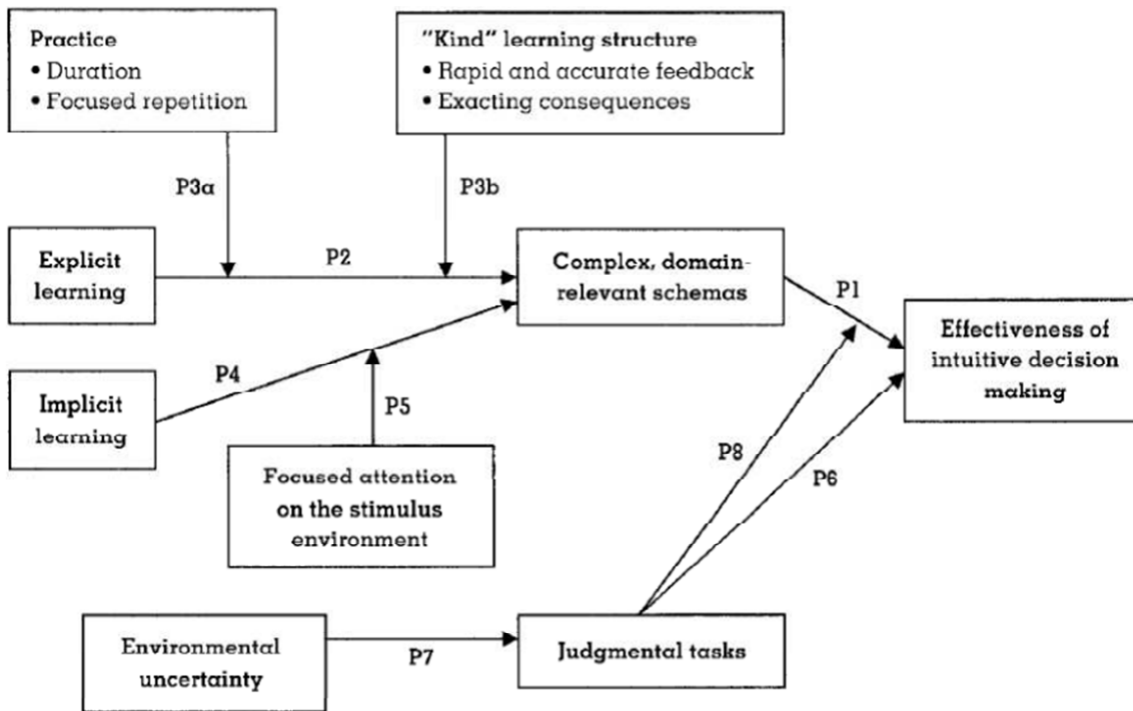 Practice
• Duration
• Focused repetition
"Kind" learning structure
• Rapid and accurate feedback
• Exacting consequences
P3a
P3b
Explicit
learning
P2
Complex, domain-
relevant schemas
P1
Effectiveness of
intuitive decision
making
Implicit
learning
P4
P5
Focused attention
on the stimulus
environment
P8
P6
Environmental
uncertainty
P7
Judgmental tasks